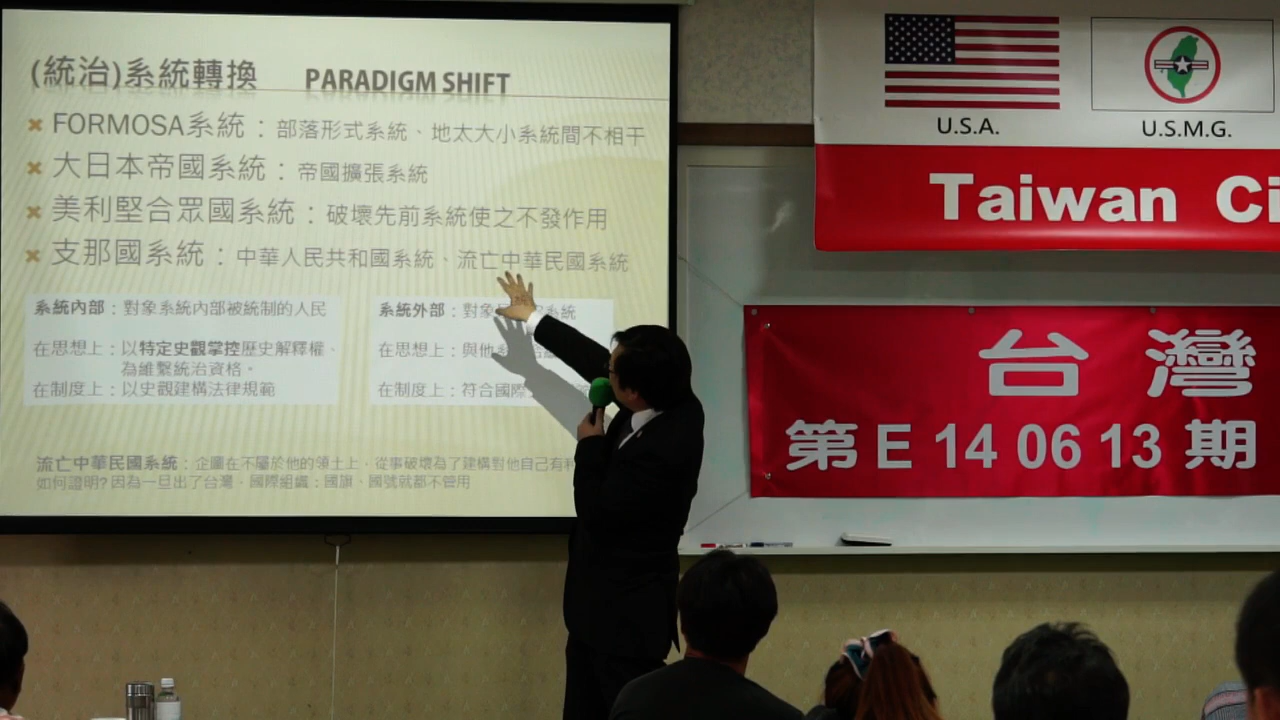 (統治)系統轉換 PARADIGM SHIFT
FORMOSA系統：部落形式系統、地太大小系統間不相干
大日本帝國系統：帝國擴張系統
美利堅合眾國系統：破壞先前系統使之不發作用
支那國系統：中華人民共和國系統、流亡中華民國系統
系統內部：對象系統內部被統制的人民
在思想上：以特定史觀掌控歷史解釋權、
為維繫統治資格。
在制度上：以史觀建構法律規範
系統外部：對象
系統
在思想上：與他
在制度上：符合國際
流亡中華民國系統：企圖在不屬於他的領土上，從事破壞為了建構對他自己有利
如何證明?因為一旦出了台灣、國際組織；國旗、國號就都不管用
U.S.A.
U.S.M.G.
Taiwan Ci
台灣
第E 14 06 13 期